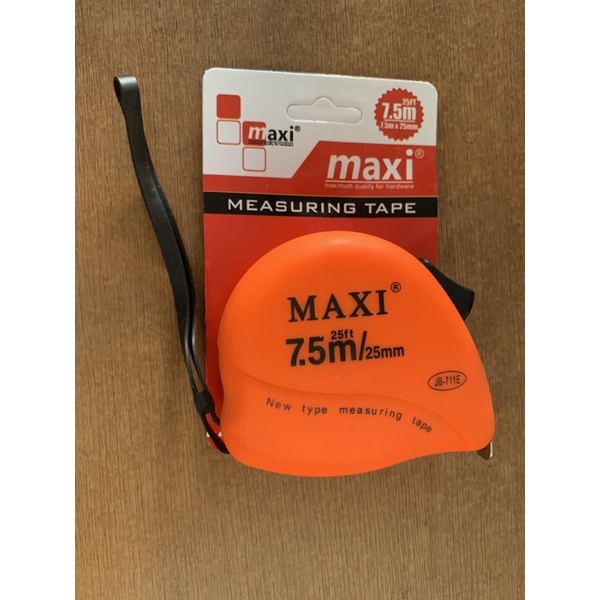 maxi®
25FT
7.5m
7.5m x 25mm
maxi®
maximum quality for hardware
MEASURING TAPE
MAXI®
25ft
7.5m/25mm
JB-711E
New type measuring tape